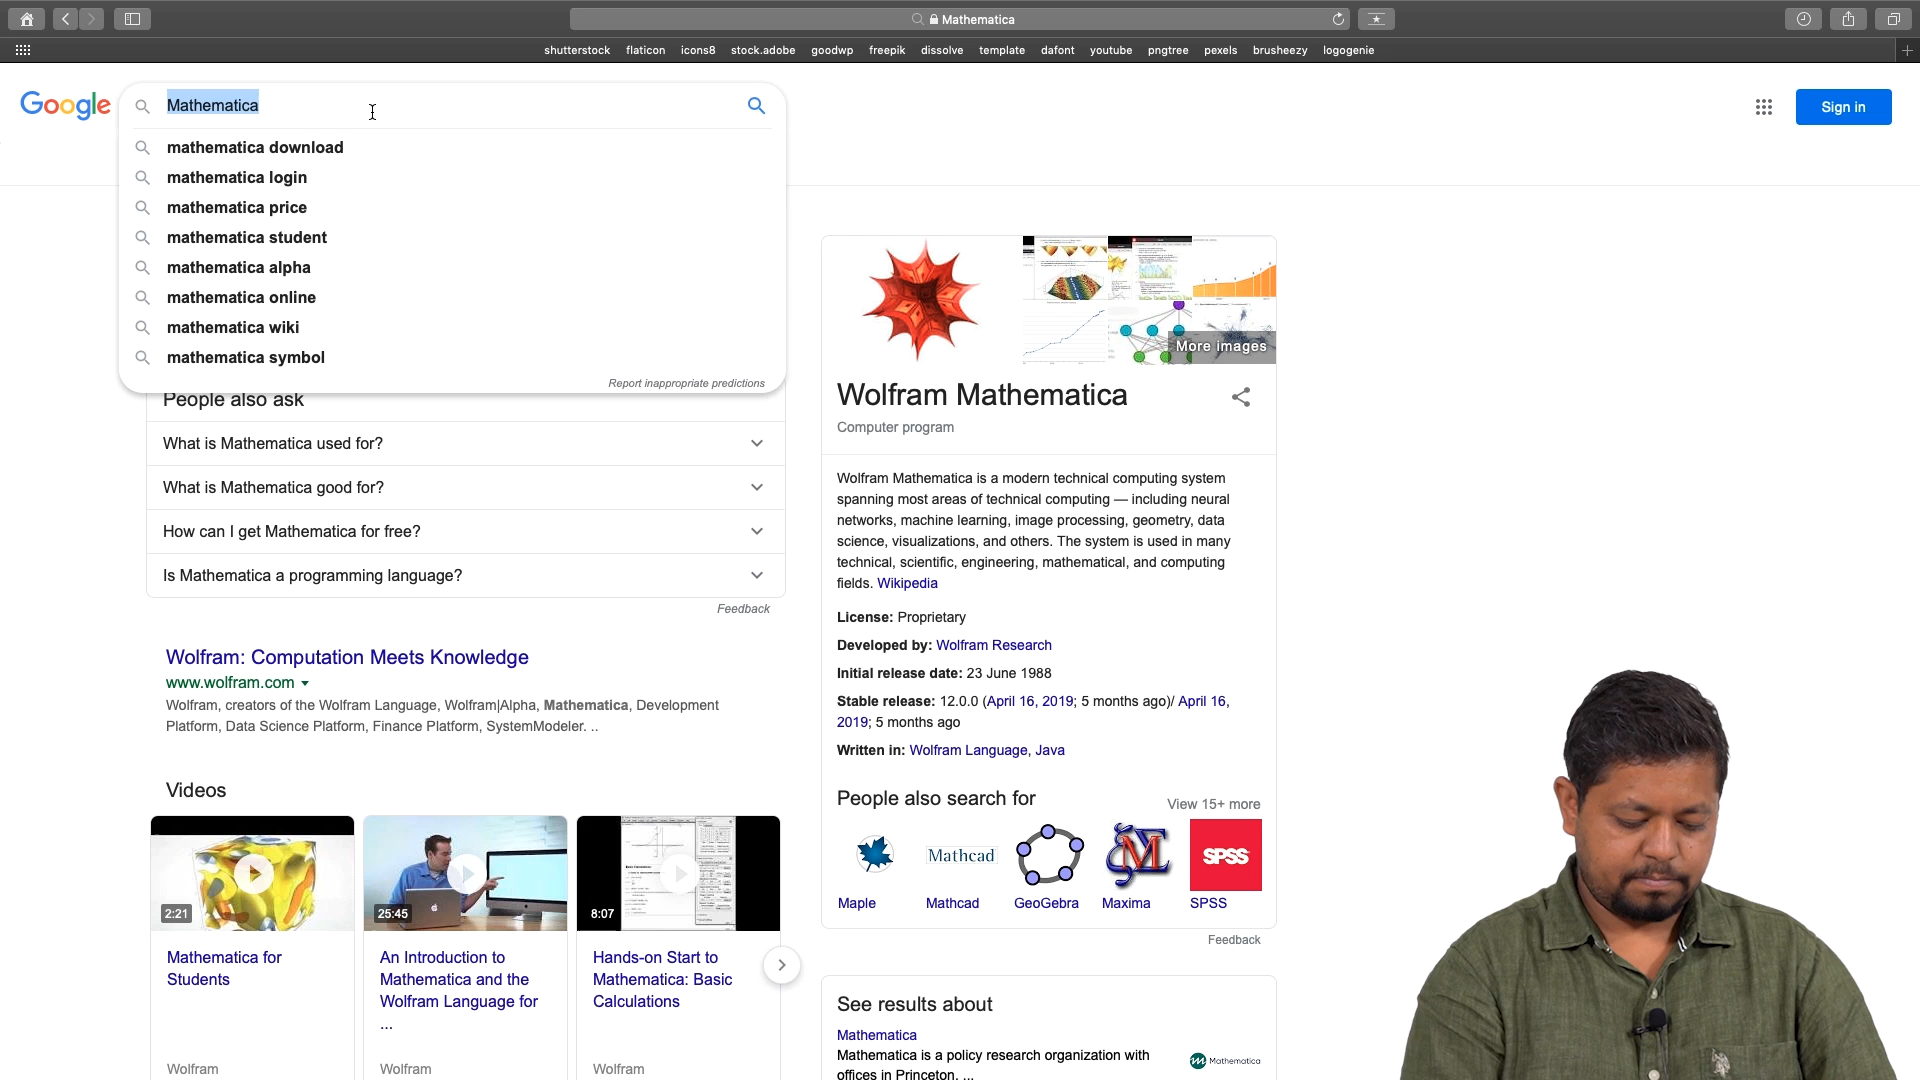 Mathematica
shutterstock flaticon icons8 stock.adobe goodwp freepik dissolve template dafont youtube pngtree pexels brusheezy logogenie
Google
Mathematica
Sign in
mathematica download
mathematica login
mathematica price
mathematica student
mathematica alpha
mathematica online
mathematica wiki
mathematica symbol
Report inappropriate predictions
People also ask
What is Mathematica used for?
What is Mathematica good for?
How can I get Mathematica for free?
Is Mathematica a programming language?
Feedback
Wolfram: Computation Meets Knowledge
www.wolfram.com
Wolfram, creators of the Wolfram Language, Wolfram|Alpha, Mathematica, Development
Platform, Data Science Platform, Finance Platform, SystemModeler. ..
Videos
2:21
25:45
8:07
Mathematica for
Students
Wolfram
An Introduction to
Mathematica and the
Wolfram Language for
...
Wolfram
Hands-on Start to
Mathematica: Basic
Calculations
Wolfram
More images
Wolfram Mathematica
Computer program
Wolfram Mathematica is a modern technical computing system
spanning most areas of technical computing — including neural
networks, machine learning, image processing, geometry, data
science, visualizations, and others. The system is used in many
technical, scientific, engineering, mathematical, and computing
fields. Wikipedia
License: Proprietary
Developed by: Wolfram Research
Initial release date: 23 June 1988
Stable release: 12.0.0 (April 16, 2019; 5 months ago)/ April 16,
2019; 5 months ago
Written in: Wolfram Language, Java
People also search for
View 15+ more
Mathcad
SPSS
Maple
Mathcad
GeoGebra
Maxima
SPSS
Feedback
See results about
Mathematica
Mathematica is a policy research organization with
offices in Princeton, ...
Mathematica